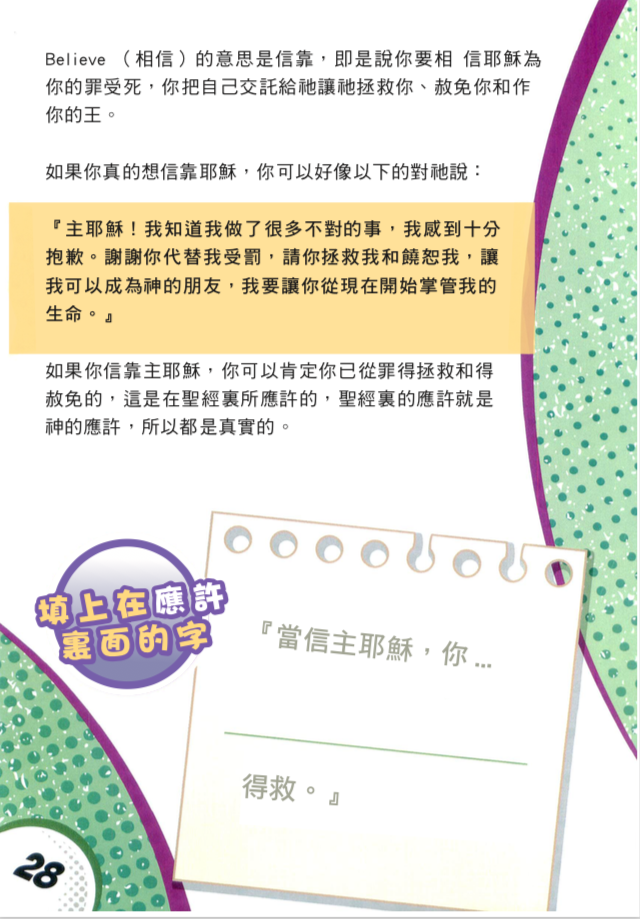 Believe （相信）的意思是信靠，即是說你要相 信耶穌為
你的罪受死，你把自己交託給祂讓祂拯救你、赦免你和作
你的王。
如果你真的想信靠耶穌，你可以好像以下的對祂說：
『主耶穌！我知道我做了很多不對的事，我感到十分
抱歉。謝謝你代替我受罰，請你拯救我和饒恕我，讓
我可以成為神的朋友，我要讓你從現在開始掌管我的
生命。』
如果你信靠主耶穌，你可以肯定你已從罪得拯救和得
赦免的，這是在聖經裏所應許的，聖經裏的應許就是
神的應許，所以都是真實的。
填上在應許
裏面的字
『當信主耶穌，你...
得救。』
28